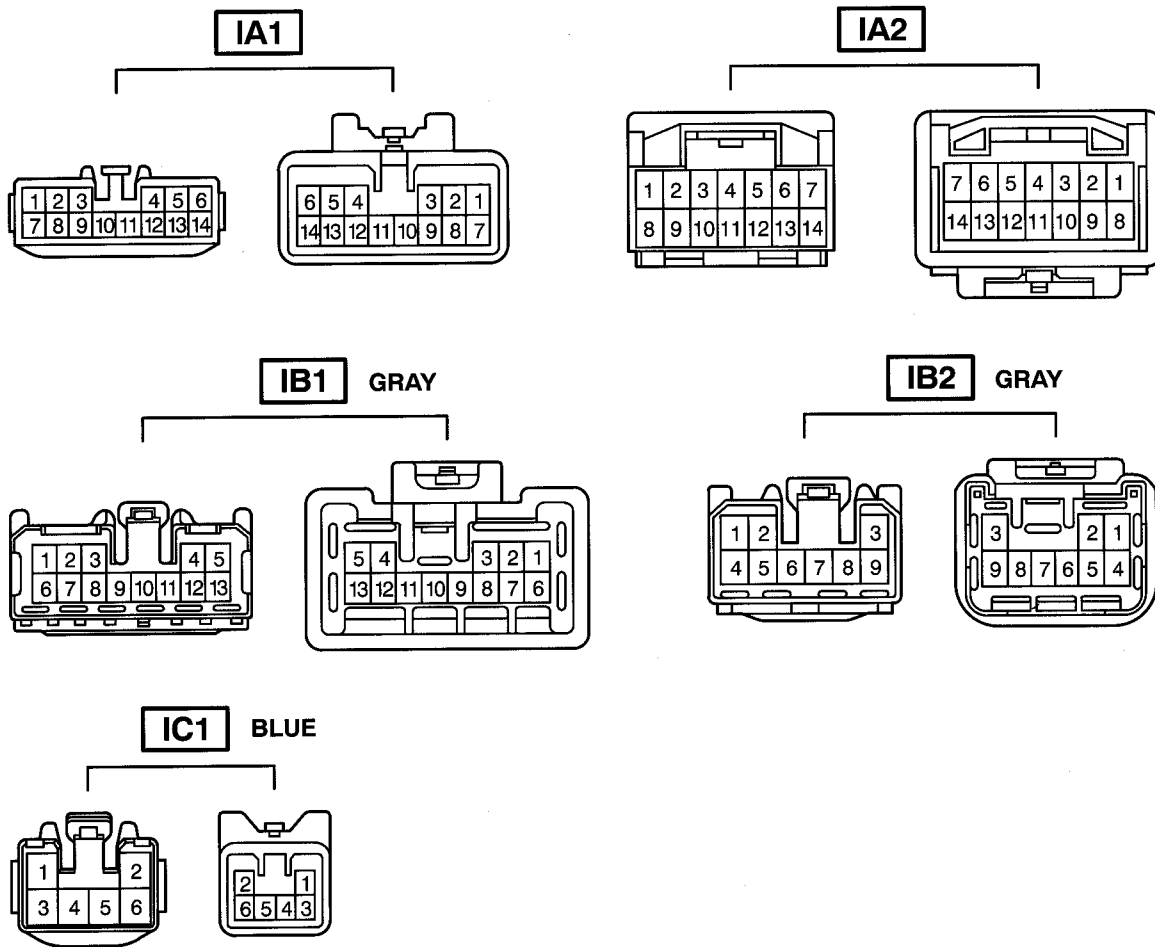 IA1
1 2 3 4 5 6
7 8 9 10 11 12 13 14
6 5 4 3 2 1
14 13 12 11 10 9 8 7
IA2
1 2 3 4 5 6 7
8 9 10 11 12 13 14
7 6 5 4 3 2 1
14 13 12 11 10 9 8
IB1 GRAY
1 2 3 4 5
6 7 8 9 10 11 12 13
5 4 3 2 1
13 12 11 10 9 8 7 6
IB2 GRAY
1 2 3
4 5 6 7 8 9
3 2 1
9 8 7 6 5 4
IC1 BLUE
1 2
3 4 5 6
2 1
6 5 4 3